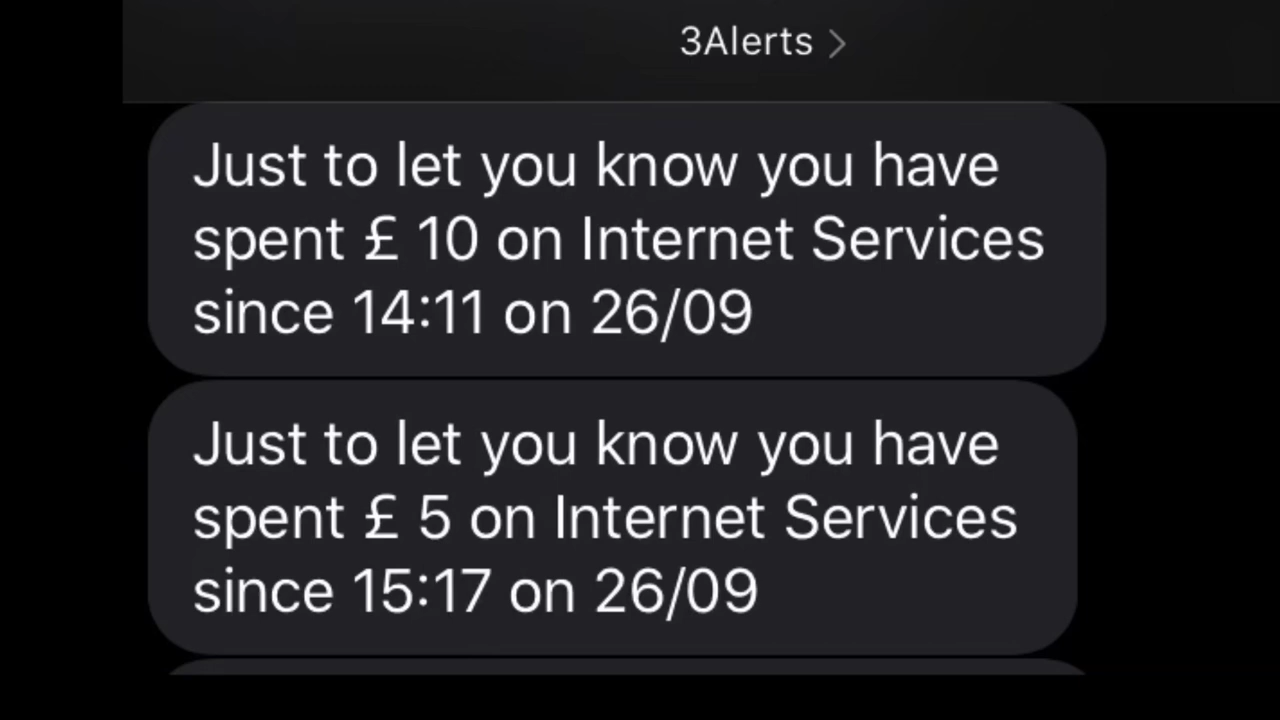 3Alerts >
Just to let you know you have
spent £ 10 on Internet Services
since 14:11 on 26/09
Just to let you know you have
spent £ 5 on Internet Services
since 15:17 on 26/09